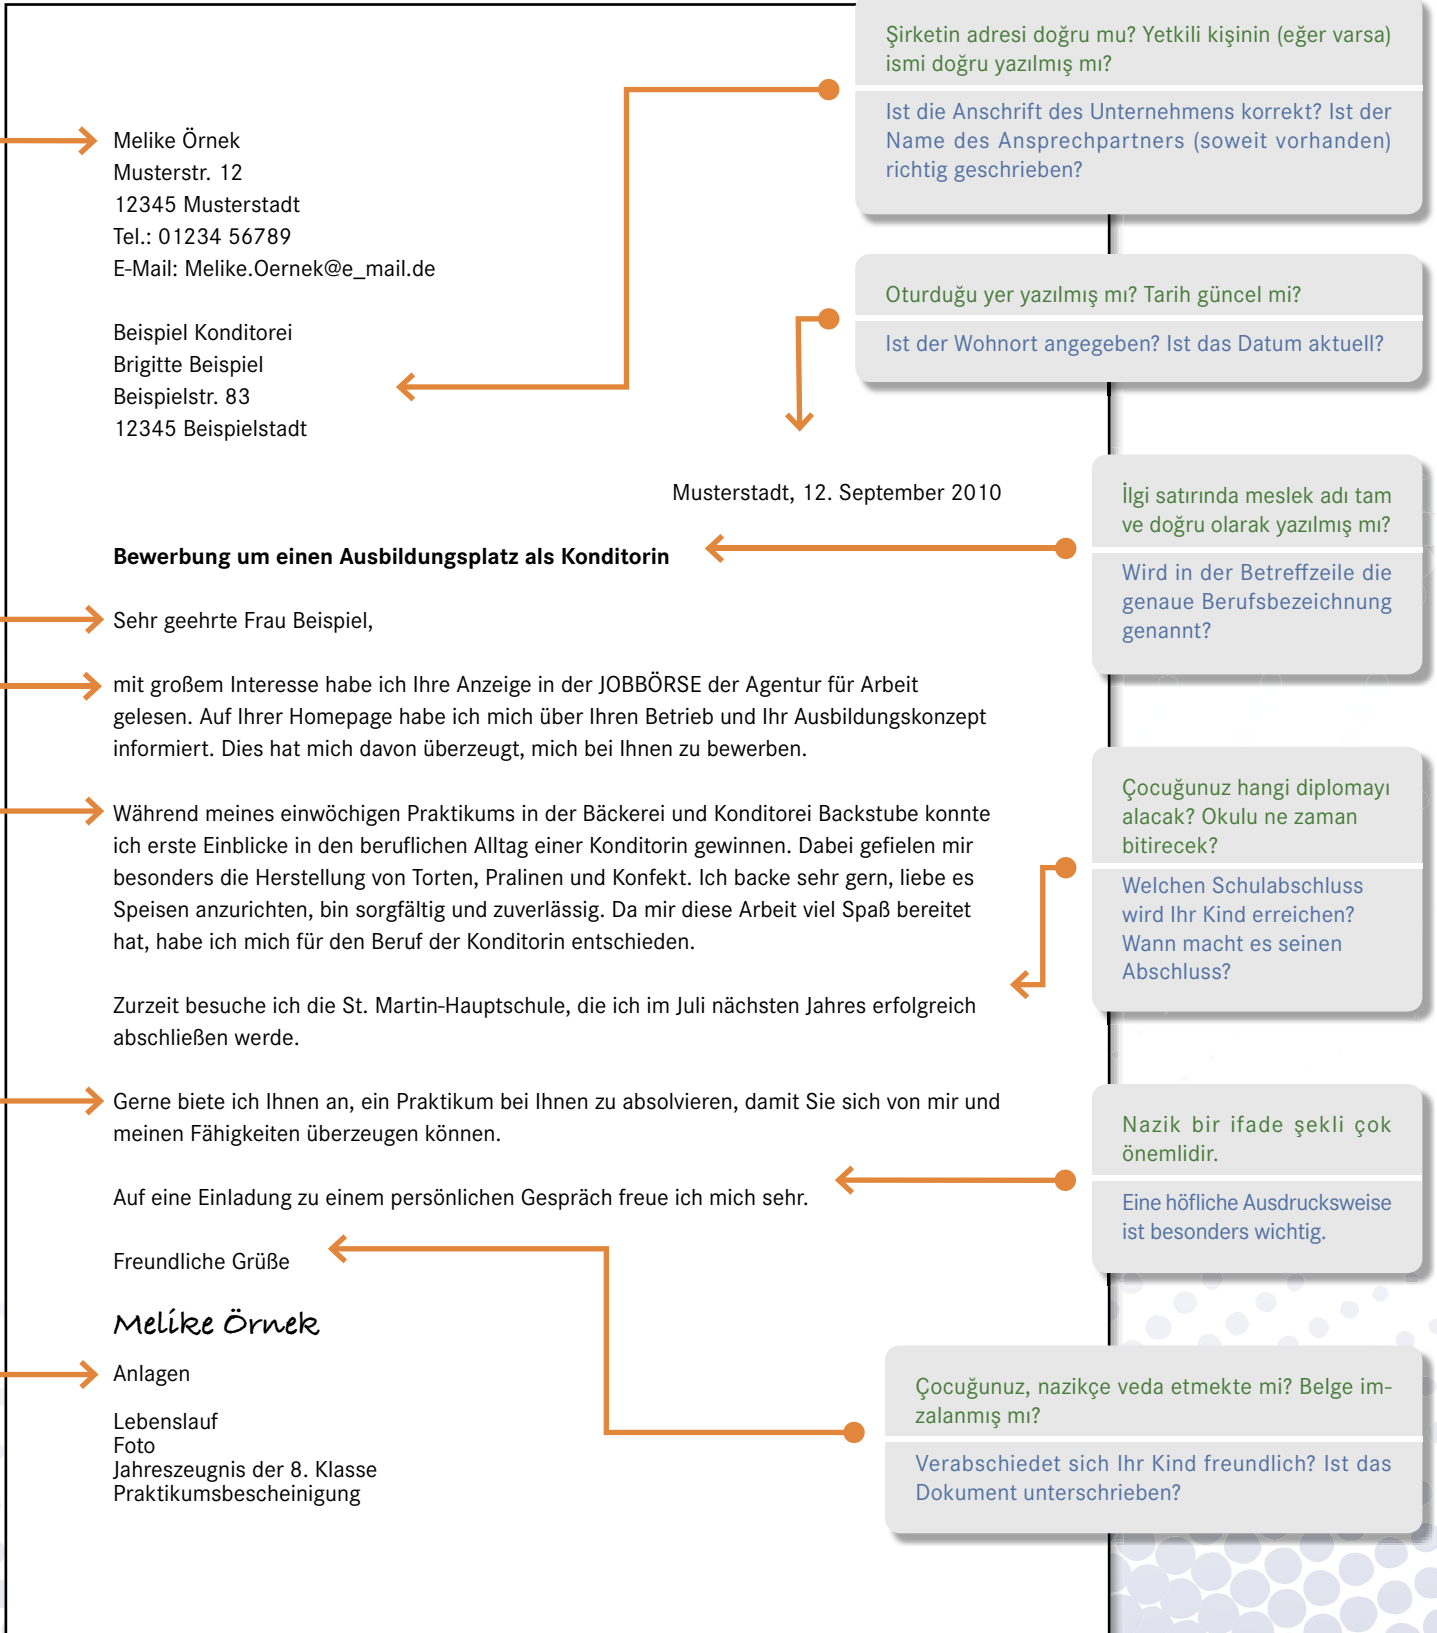 Melike Örnek
Musterstr. 12
12345 Musterstadt
Tel.: 01234 56789
E-Mail: Melike.Oernek@e_mail.de
Beispiel Konditorei
Brigitte Beispiel
Beispielstr. 83
12345 Beispielstadt
Musterstadt, 12. September 2010
Bewerbung um einen Ausbildungsplatz als Konditorin
Sehr geehrte Frau Beispiel,
mit großem Interesse habe ich Ihre Anzeige in der JOBBÖRSE der Agentur für Arbeit
gelesen. Auf Ihrer Homepage habe ich mich über Ihren Betrieb und Ihr Ausbildungskonzept
informiert. Dies hat mich davon überzeugt, mich bei Ihnen zu bewerben.
Während meines einwöchigen Praktikums in der Bäckerei und Konditorei Backstube konnte
ich erste Einblicke in den beruflichen Alltag einer Konditorin gewinnen. Dabei gefielen mir
besonders die Herstellung von Torten, Pralinen und Konfekt. Ich backe sehr gern, liebe es
Speisen anzurichten, bin sorgfältig und zuverlässig. Da mir diese Arbeit viel Spaß bereitet
hat, habe ich mich für den Beruf der Konditorin entschieden.
Zurzeit besuche ich die St. Martin-Hauptschule, die ich im Juli nächsten Jahres erfolgreich
abschließen werde.
Gerne biete ich Ihnen an, ein Praktikum bei Ihnen zu absolvieren, damit Sie sich von mir und
meinen Fähigkeiten überzeugen können.
Auf eine Einladung zu einem persönlichen Gespräch freue ich mich sehr.
Freundliche Grüße
Melike Örnek
Anlagen
Lebenslauf
Foto
Jahreszeugnis der 8. Klasse
Praktikumsbescheinigung
Şirketin adresi doğru mu? Yetkili kişinin (eğer varsa)
ismi doğru yazılmış mı?
Ist die Anschrift des Unternehmens korrekt? Ist der
Name des Ansprechpartners (soweit vorhanden)
richtig geschrieben?
Oturduğu yer yazılmış mı? Tarih güncel mi?
Ist der Wohnort angegeben? Ist das Datum aktuell?
İlgi satırında meslek adı tam
ve doğru olarak yazılmış mı?
Wird in der Betreffzeile die
genaue Berufsbezeichnung
genannt?
Çocuğunuz hangi diplomayı
alacak? Okulu ne zaman
bitirecek?
Welchen Schulabschluss
wird Ihr Kind erreichen?
Wann macht es seinen
Abschluss?
Nazik bir ifade şekli çok
önemlidir.
Eine höfliche Ausdrucksweise
ist besonders wichtig.
Çocuğunuz, nazikçe veda etmekte mi? Belge im-
zalanmış mı?
Verabschiedet sich Ihr Kind freundlich? Ist das
Dokument unterschrieben?